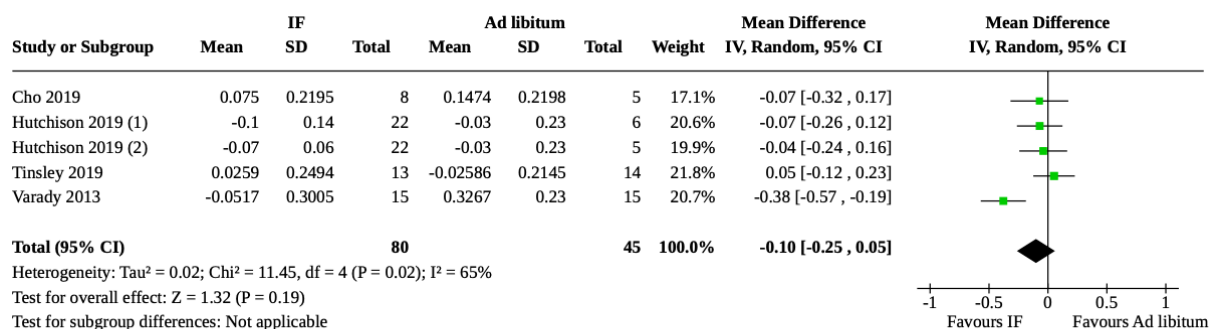 IF Ad libitum Mean Difference Mean Difference
Study or Subgroup Mean SD Total Mean SD Total Weight IV, Random, 95% CI IV, Random, 95% CI
Cho 2019 0.075 0.2195 8 0.1474 0.2198 5 17.1% -0.07 [-0.32 , 0.17]
Hutchison 2019 (1) -0.1 0.14 22 -0.03 0.23 6 20.6% -0.07 [-0.26 , 0.12]
Hutchison 2019 (2) -0.07 0.06 22 -0.03 0.23 5 19.9% -0.04 [-0.24 , 0.16]
Tinsley 2019 0.0259 0.2494 13 -0.02586 0.2145 14 21.8% 0.05 [-0.12 , 0.23]
Varady 2013 -0.0517 0.3005 15 0.3267 0.23 15 20.7% -0.38 [-0.57 , -0.19]
Total (95% CI) 80 45 100.0% -0.10 [-0.25 , 0.05]
Heterogeneity: Tau² = 0.02; Chi² = 11.45, df = 4 (P = 0.02); I² = 65%
Test for overall effect: Z = 1.32 (P = 0.19)
-1 -0.5 0 0.5 1
Test for subgroup differences: Not applicable
Favours IF Favours Ad libitum